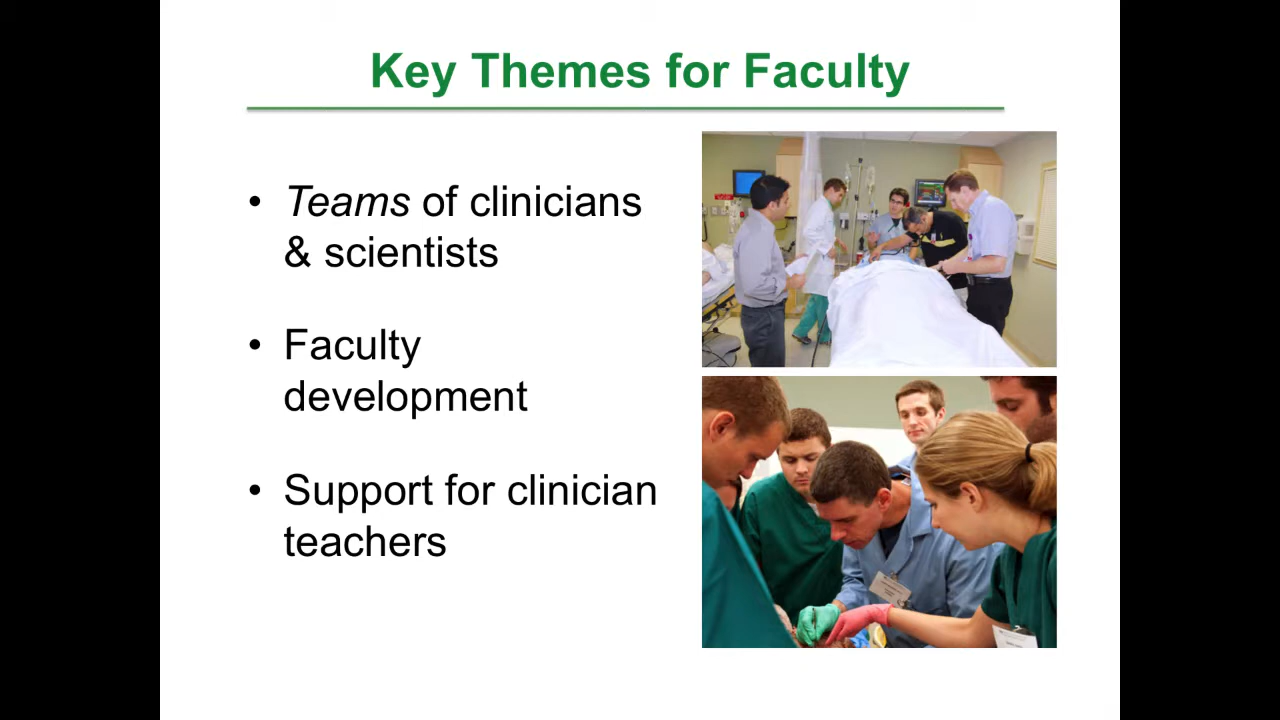 Key Themes for Faculty
• Teams of clinicians
& scientists
• Faculty
development
• Support for clinician
teachers